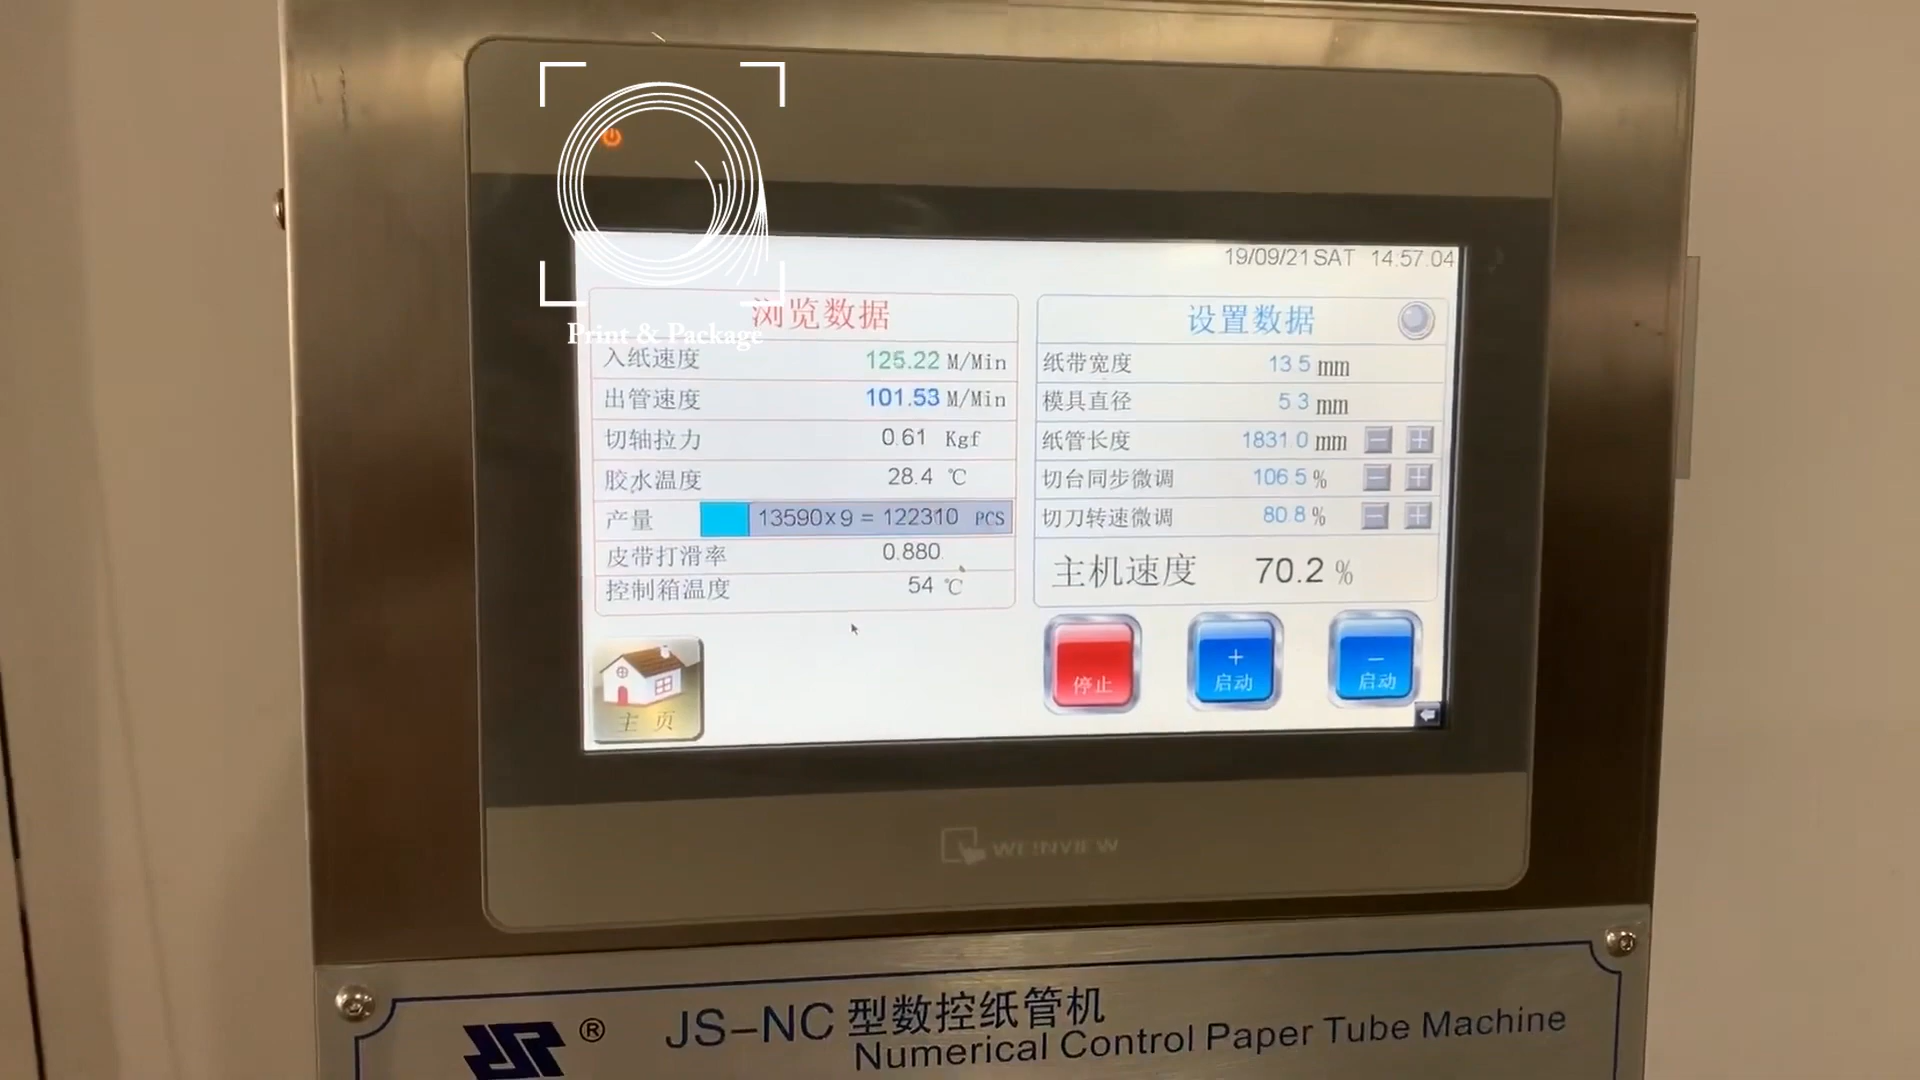 Print & Package
19/09/21 SAT 14:57:04
浏览数据
入纸速度 125.22 M/Min
出管速度 101.53 M/Min
切轴拉力 0.61 Kgf
胶水温度 28.4 ℃
产量 13590x9 = 122310 PCS
皮带打滑率 0.880
控制箱温度 54 ℃
主 页
设置数据
纸带宽度 13.5 mm
模具直径 5.3 mm
纸管长度 1831.0 mm − +
切台同步微调 106.5 % − +
切刀转速微调 80.8 % − +
主机速度 70.2 %
停止
+ 启动
− 启动
WEINVIEW
JSR ®
JS-NC 型数控纸管机
Numerical Control Paper Tube Machine